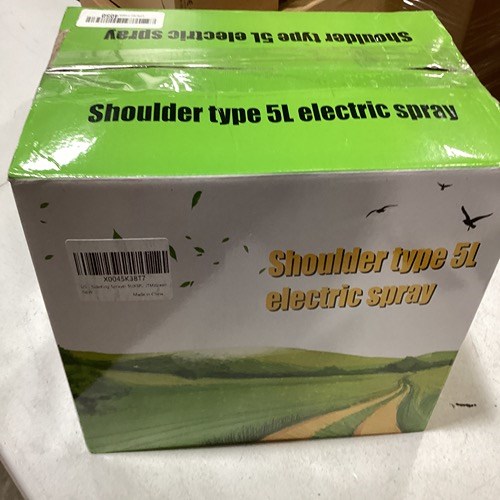 Shoulder type 5L electric spray
Shoulder type 5L electric spray
Shoulder type 5L
electric spray
X0045K3BT7
Made in China